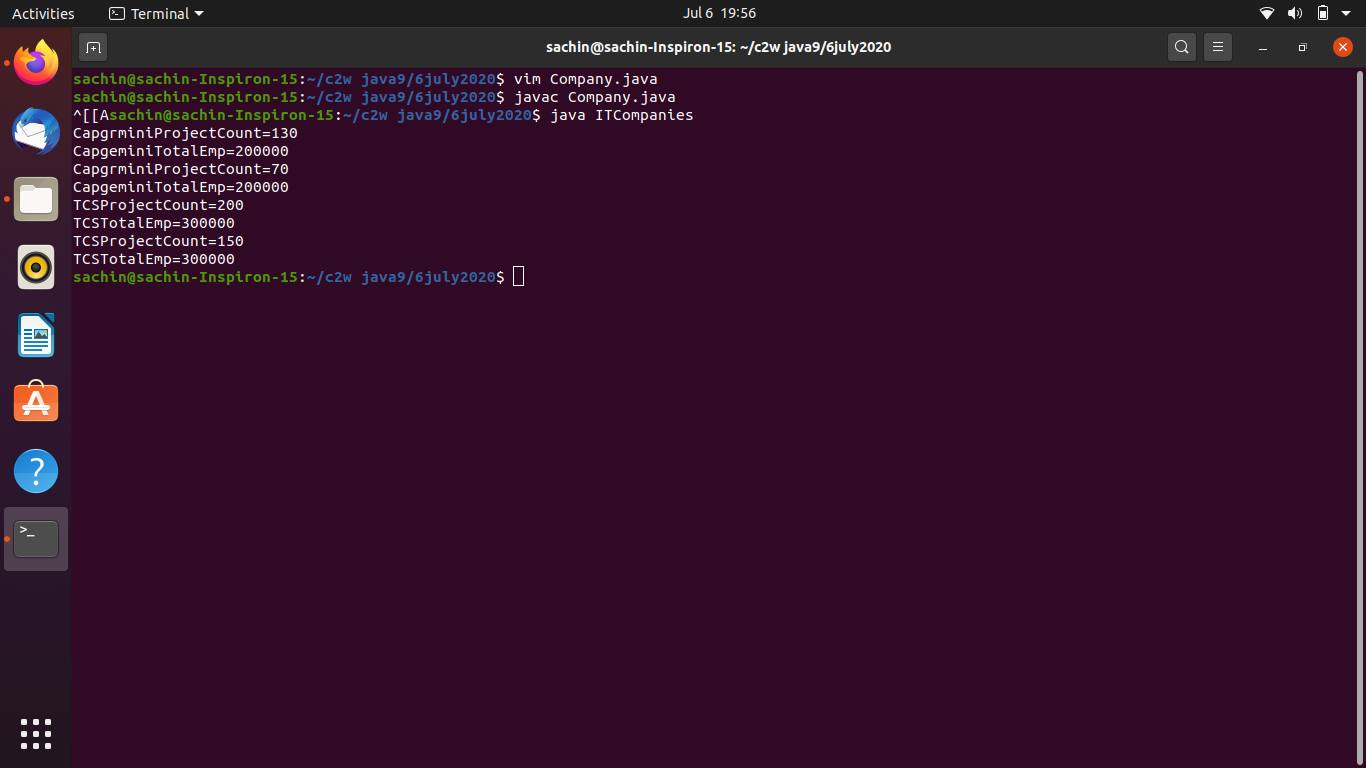 Activities
Terminal
Jul 6 19:56
sachin@sachin-Inspiron-15: ~/c2w java9/6july2020
sachin@sachin-Inspiron-15:~/c2w java9/6july2020$ vim Company.java
sachin@sachin-Inspiron-15:~/c2w java9/6july2020$ javac Company.java
^[[Asachin@sachin-Inspiron-15:~/c2w java9/6july2020$ java ITCompanies
CapgrminiProjectCount=130
CapgeminiTotalEmp=200000
CapgrminiProjectCount=70
CapgeminiTotalEmp=200000
TCSProjectCount=200
TCSTotalEmp=300000
TCSProjectCount=150
TCSTotalEmp=300000
sachin@sachin-Inspiron-15:~/c2w java9/6july2020$